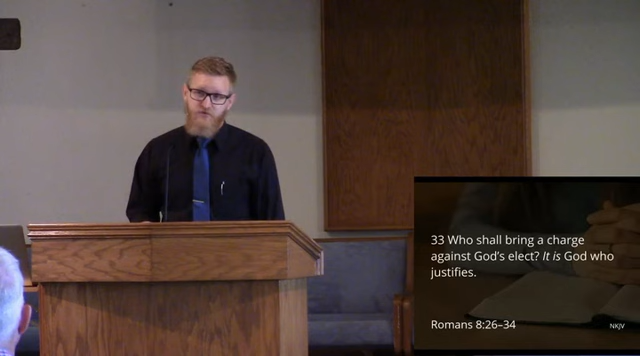 33 Who shall bring a charge
against God’s elect? It is God who
justifies.
Romans 8:26–34
NKJV